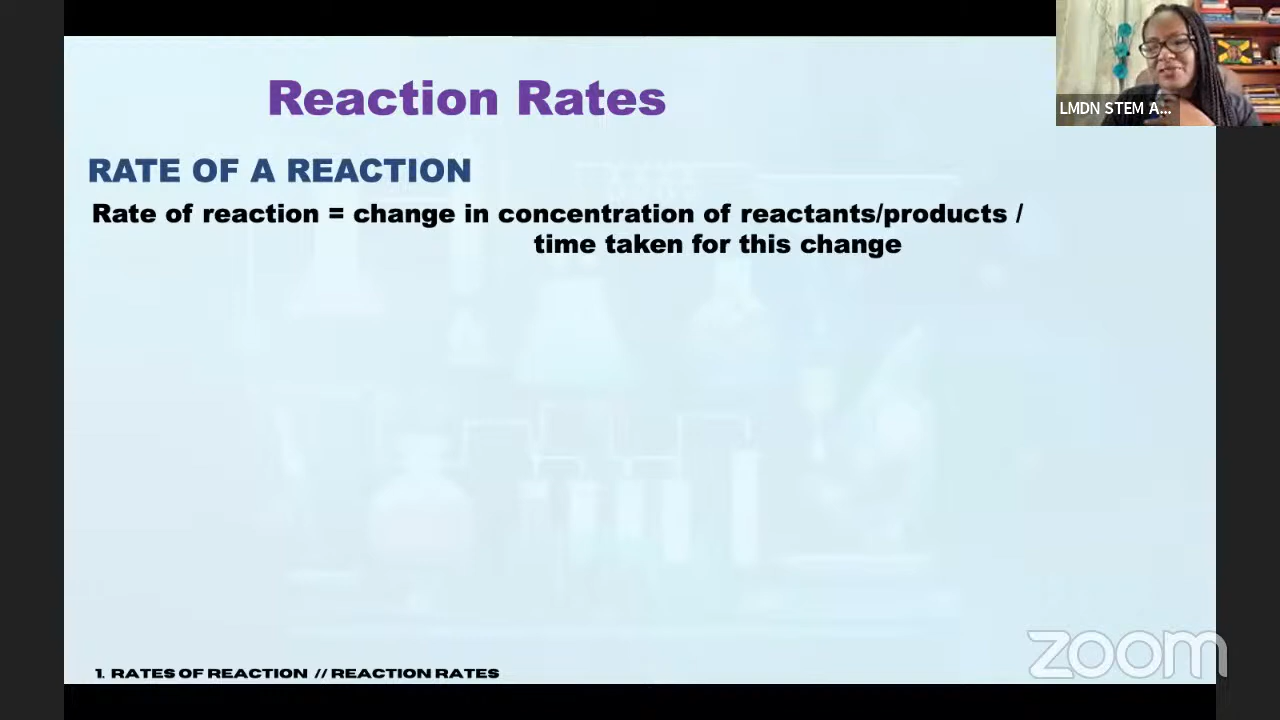 Reaction Rates
LMDN STEM A...
RATE OF A REACTION
Rate of reaction = change in concentration of reactants/products /
time taken for this change
1. RATES OF REACTION // REACTION RATES
zoom